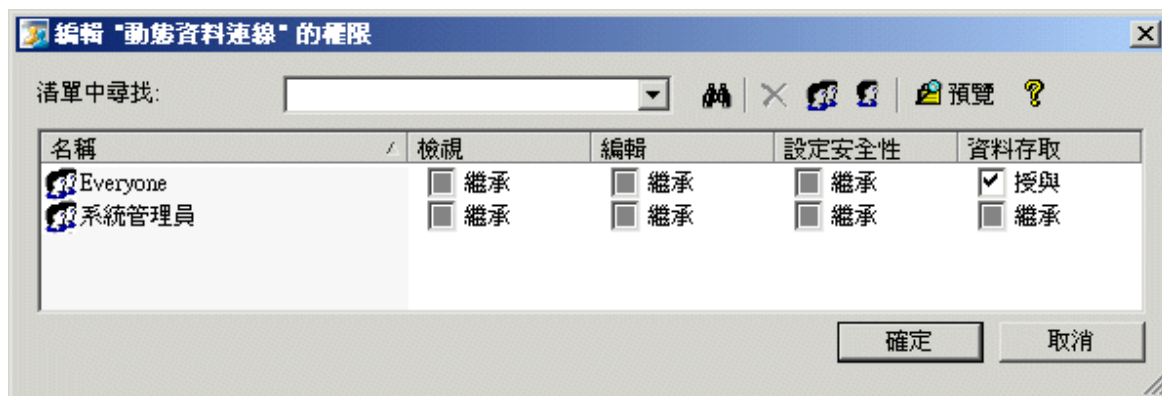 編輯 "動態資料連線" 的權限
清單中尋找:
預覽
名稱 檢視 編輯 設定安全性 資料存取
Everyone 繼承 繼承 繼承 授與
系統管理員 繼承 繼承 繼承 繼承
確定 取消